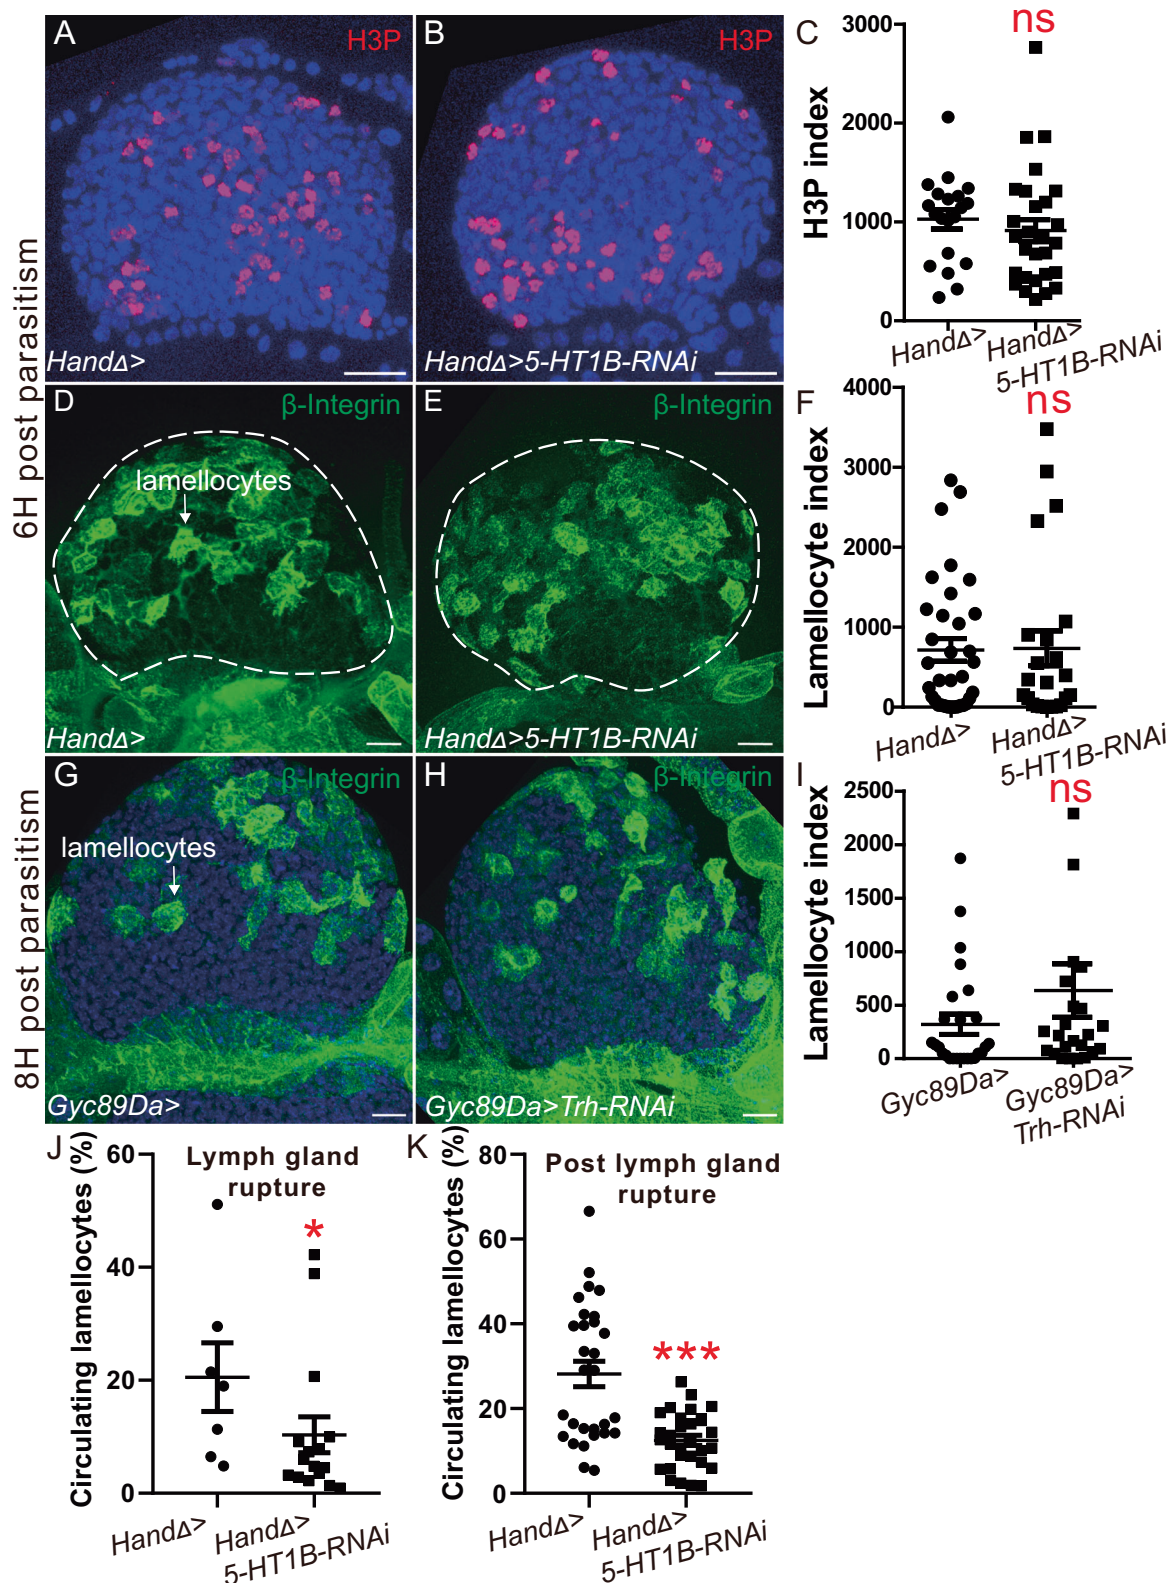 A
H3P
HandΔ>
B
H3P
HandΔ>5-HT1B-RNAi
C
ns
H3P index
3000
2000
1000
0
HandΔ>
HandΔ>
5-HT1B-RNAi
6H post parasitism
D
β-Integrin
lamellocytes
HandΔ>
E
β-Integrin
HandΔ>5-HT1B-RNAi
F
ns
Lamellocyte index
4000
3000
2000
1000
0
HandΔ>
HandΔ>
5-HT1B-RNAi
8H post parasitism
G
β-Integrin
lamellocytes
Gyc89Da>
H
β-Integrin
Gyc89Da>Trh-RNAi
I
ns
Lamellocyte index
2500
2000
1500
1000
500
0
Gyc89Da>
Gyc89Da>
Trh-RNAi
J
Lymph gland
rupture
*
Circulating lamellocytes (%)
60
40
20
0
HandΔ>
HandΔ>
5-HT1B-RNAi
K
Post lymph gland
rupture
***
Circulating lamellocytes (%)
80
60
40
20
0
HandΔ>
HandΔ>
5-HT1B-RNAi